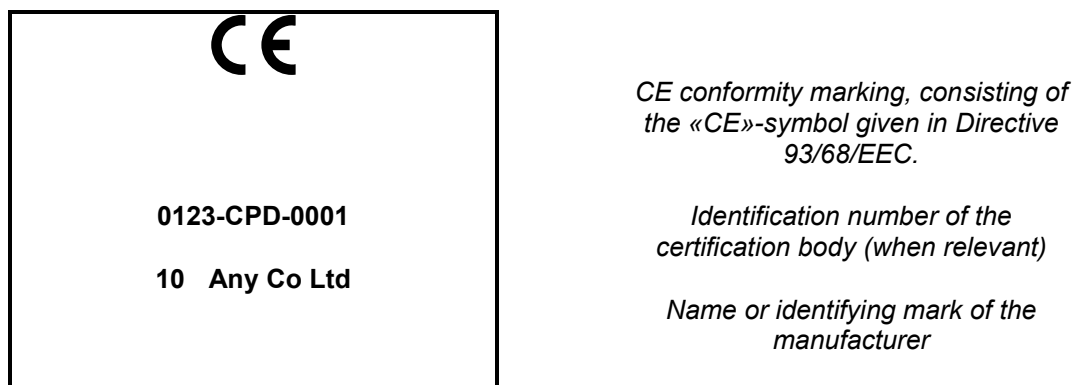 CE
CE conformity marking, consisting of
the «CE»-symbol given in Directive
93/68/EEC.
0123-CPD-0001
Identification number of the
certification body (when relevant)
10 Any Co Ltd
Name or identifying mark of the
manufacturer